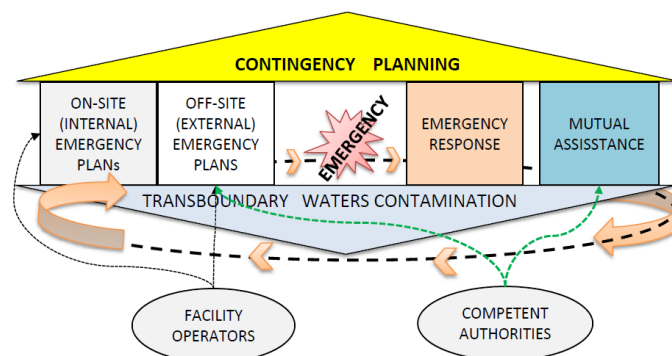 CONTINGENCY PLANNING
ON-SITE
(INTERNAL)
EMERGENCY
PLANs
OFF-SITE
(EXTERNAL)
EMERGENCY
PLANS
EMERGENCY
EMERGENCY
RESPONSE
MUTUAL
ASSISSTANCE
TRANSBOUNDARY WATERS CONTAMINATION
FACILITY
OPERATORS
COMPETENT
AUTHORITIES